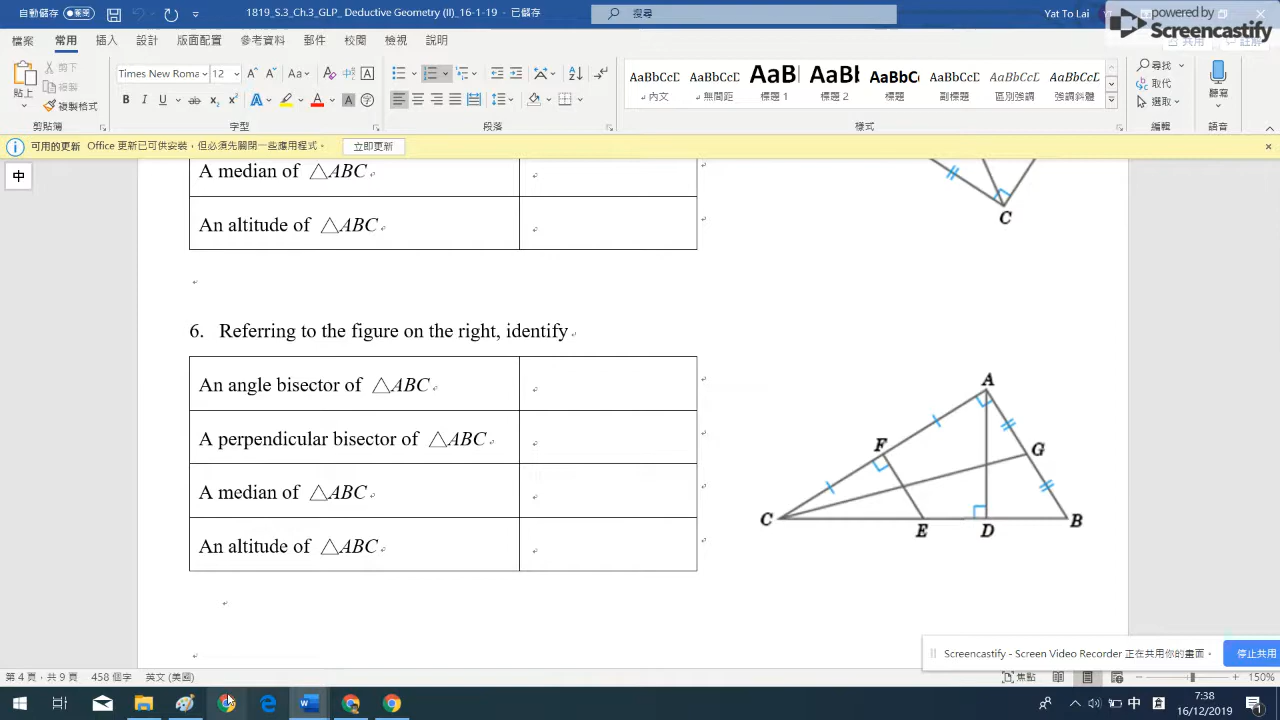 自動儲存 關閉
1819_S.3_Ch.3_GLP_ Deductive Geometry (II)_16-1-19 - 已儲存
搜尋
Yat To Lai
powered by
Screencastify
檔案 常用 插入 設計 版面配置 參考資料 郵件 校閱 檢視 說明
共用 註解
貼上 剪下 複製 複製格式
Times New Roma 12
AaBbCcD AaBbCcD AaBb AaBbC AaBbCc AaBbCcD AaBbCcD AaBbCcD
內文 無間距 標題 1 標題 2 標題 副標題 區別強調 強調斜體
尋找 取代 選取 聽寫
剪貼簿 字型 段落 樣式 編輯 語音
可用的更新 Office 更新已可供安裝，但必須先關閉一些應用程式。 立即更新
中
A median of △ABC
An altitude of △ABC
C
6. Referring to the figure on the right, identify
An angle bisector of △ABC
A perpendicular bisector of △ABC
A median of △ABC
An altitude of △ABC
A
F
G
C
E
D
B
Screencastify - Screen Video Recorder 正在共用你的畫面。 停止共用
第 4 頁，共 9 頁 458 個字 英文 (美國)
焦點
150%
中
7:38
16/12/2019
1